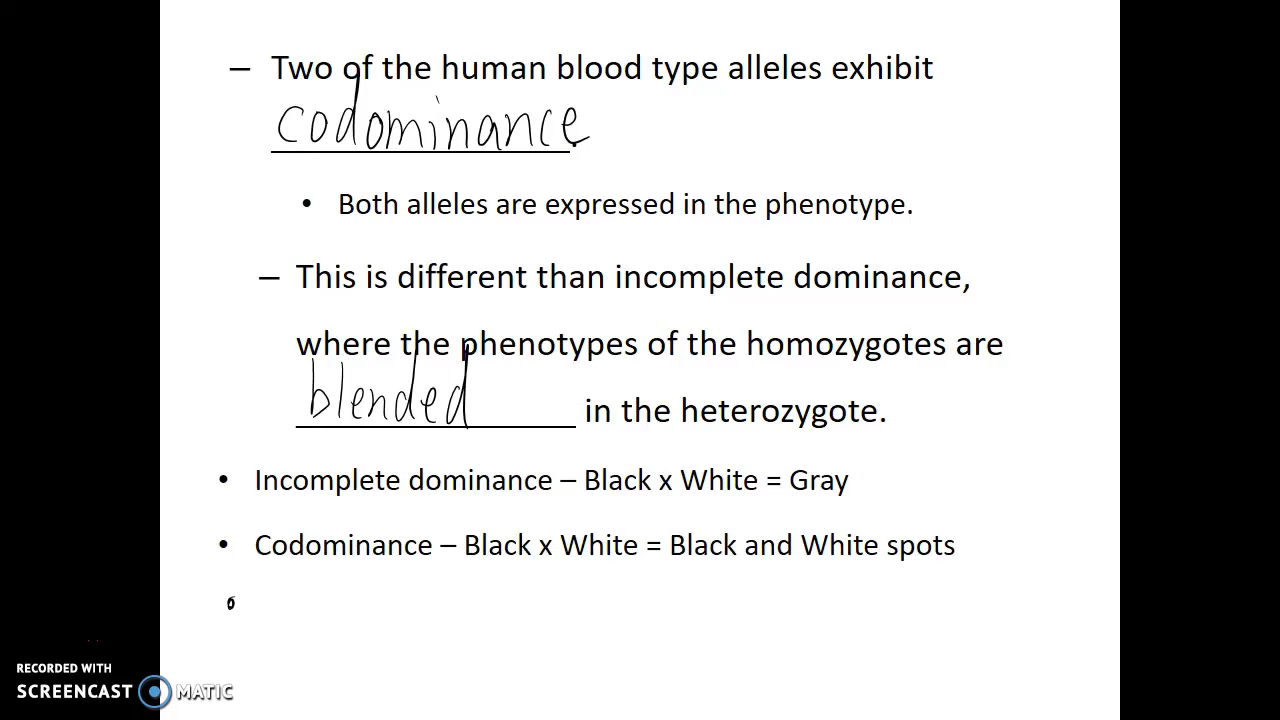 – Two of the human blood type alleles exhibit
codominance.
• Both alleles are expressed in the phenotype.
– This is different than incomplete dominance,
where the phenotypes of the homozygotes are
blended in the heterozygote.
• Incomplete dominance – Black x White = Gray
• Codominance – Black x White = Black and White spots
RECORDED WITH
SCREENCAST MATIC